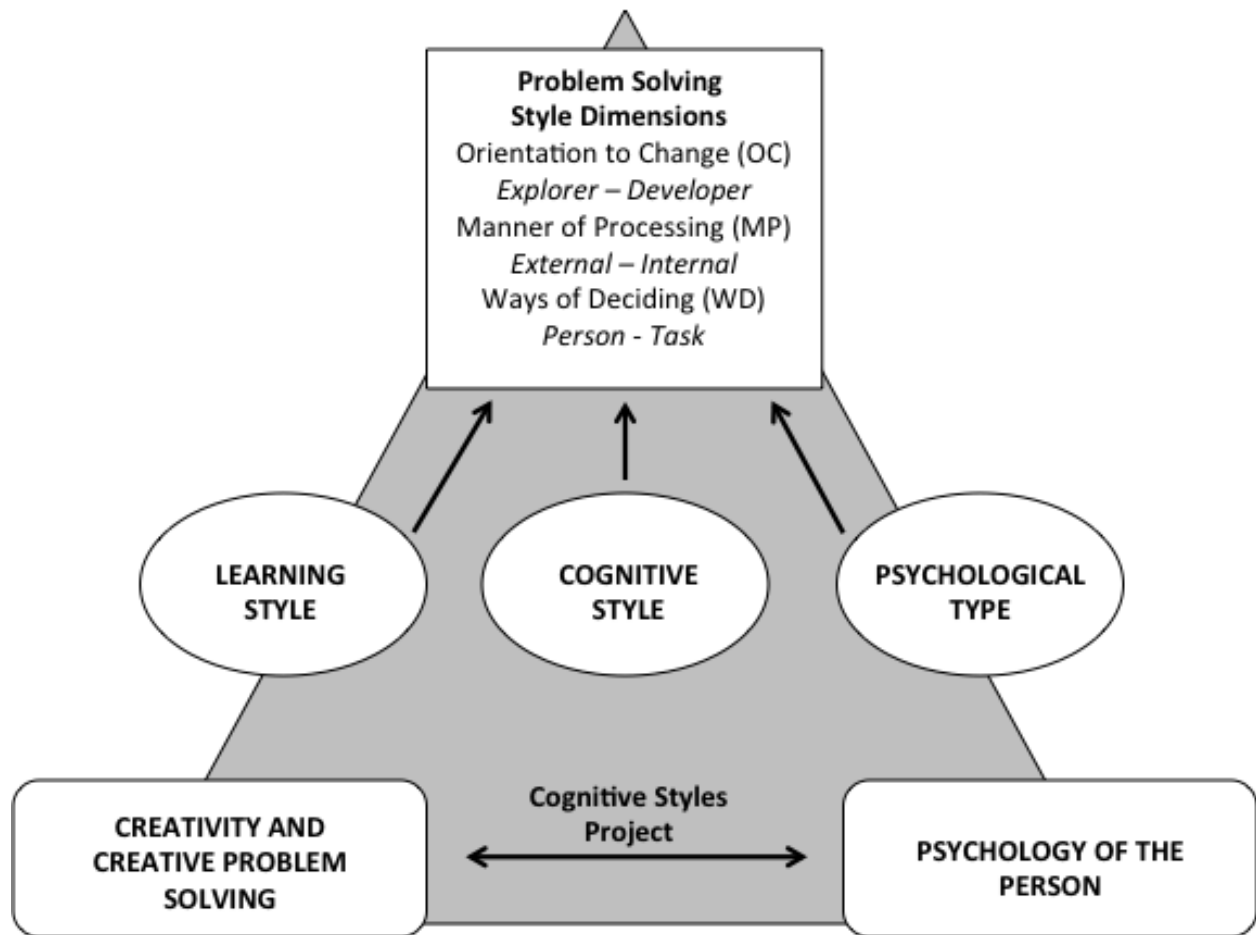 Problem Solving
Style Dimensions
Orientation to Change (OC)
Explorer – Developer
Manner of Processing (MP)
External – Internal
Ways of Deciding (WD)
Person - Task
LEARNING
STYLE
COGNITIVE
STYLE
PSYCHOLOGICAL
TYPE
CREATIVITY AND
CREATIVE PROBLEM
SOLVING
Cognitive Styles
Project
PSYCHOLOGY OF THE
PERSON